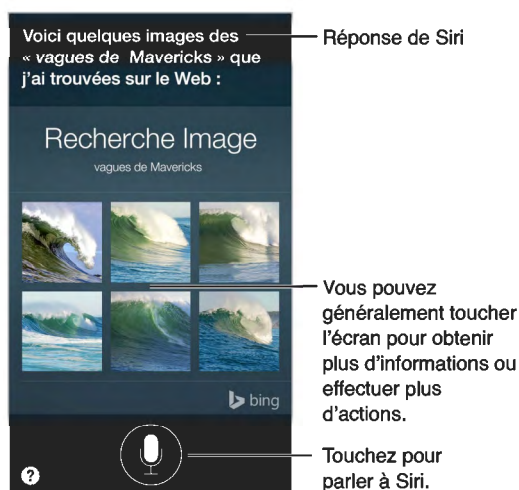 Voici quelques images des
« vagues de Mavericks » que
j'ai trouvées sur le Web :
Réponse de Siri
Recherche Image
vagues de Mavericks
Vous pouvez
généralement toucher
l'écran pour obtenir
plus d'informations ou
effectuer plus
d'actions.
bing
Touchez pour
parler à Siri.
?